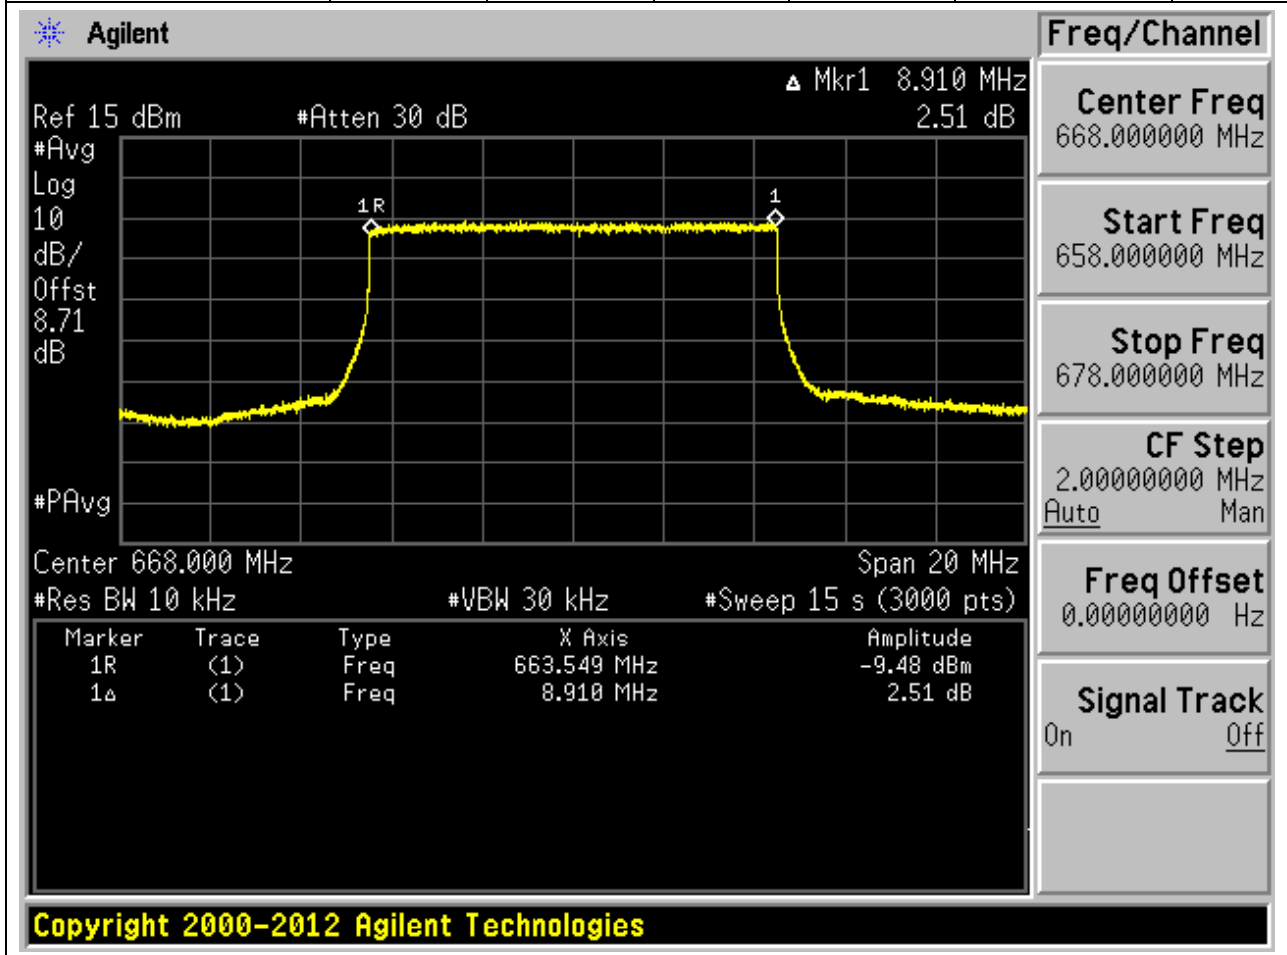 Agilent
Freq/Channel
Δ Mkr1 8.910 MHz
Ref 15 dBm #Atten 30 dB 2.51 dB
#Avg
Log
10
dB/
Offst
8.71
dB
1R
1
#PAvg
Center 668.000 MHz Span 20 MHz
#Res BW 10 kHz #VBW 30 kHz #Sweep 15 s (3000 pts)
Marker Trace Type X Axis Amplitude
1R (1) Freq 663.549 MHz -9.48 dBm
1Δ (1) Freq 8.910 MHz 2.51 dB
Center Freq
668.000000 MHz
Start Freq
658.000000 MHz
Stop Freq
678.000000 MHz
CF Step
2.00000000 MHz
Auto Man
Freq Offset
0.00000000 Hz
Signal Track
On Off
Copyright 2000-2012 Agilent Technologies